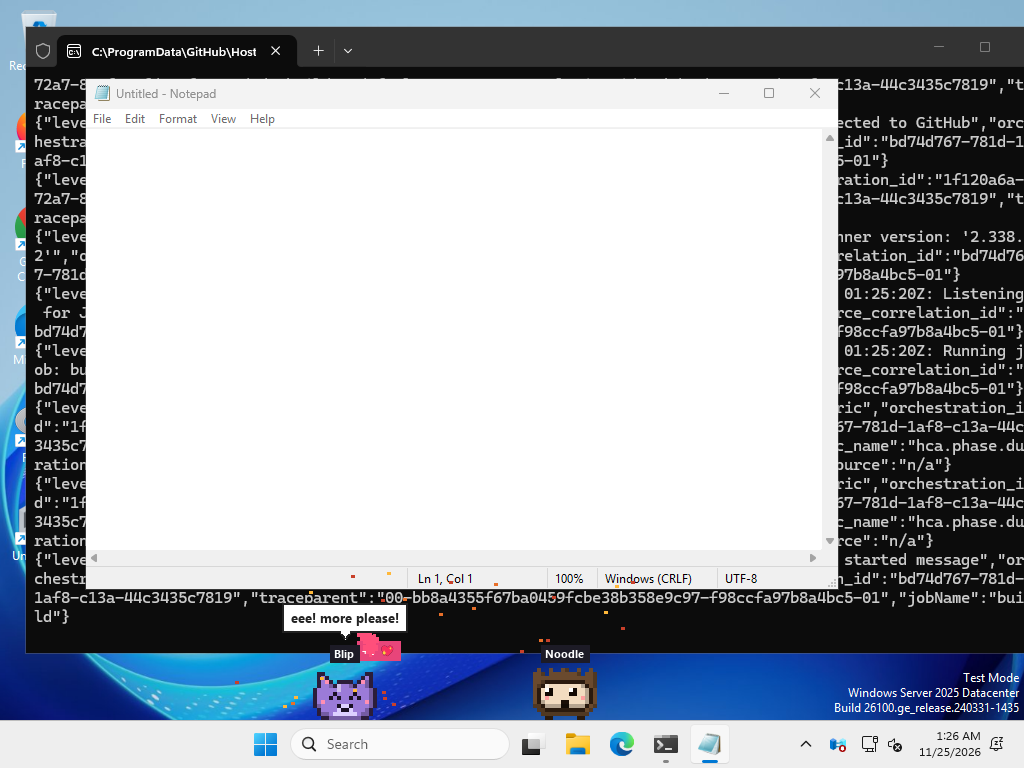 C:\ProgramData\GitHub\Host
72a7-8
c13a-44c3435c7819","t
Untitled - Notepad
racepa
File Edit Format View Help
{"leve
ected to GitHub","orc
hestra
_id":"bd74d767-781d-1
af8-c1
5-01"}
{"leve
ration_id":"1f120a6a-
72a7-8
c13a-44c3435c7819","t
racepa
{"leve
nner version: '2.338.
2'","o
relation_id":"bd74d76
7-781d
97b8a4bc5-01"}
{"leve
01:25:20Z: Listening
for J
rce_correlation_id":"
bd74d7
f98ccfa97b8a4bc5-01"}
{"leve
01:25:20Z: Running j
ob: bu
rce_correlation_id":"
bd74d7
f98ccfa97b8a4bc5-01"}
{"leve
ric","orchestration_i
d":"1f
67-781d-1af8-c13a-44c
3435c7
c_name":"hca.phase.du
ration
ource":"n/a"}
{"leve
ric","orchestration_i
d":"1f
67-781d-1af8-c13a-44c
3435c7
c_name":"hca.phase.du
ration
rce":"n/a"}
{"leve
started message","or
chestr
n_id":"bd74d767-781d-
Ln 1, Col 1 100% Windows (CRLF) UTF-8
1af8-c13a-44c3435c7819","traceparent":"00-bb8a4355f67ba0459fcbe38b358e9c97-f98ccfa97b8a4bc5-01","jobName":"bui
ld"}
eee! more please!
Blip
Noodle
Test Mode
Windows Server 2025 Datacenter
Build 26100.ge_release.240331-1435
Search
1:26 AM
11/25/2026